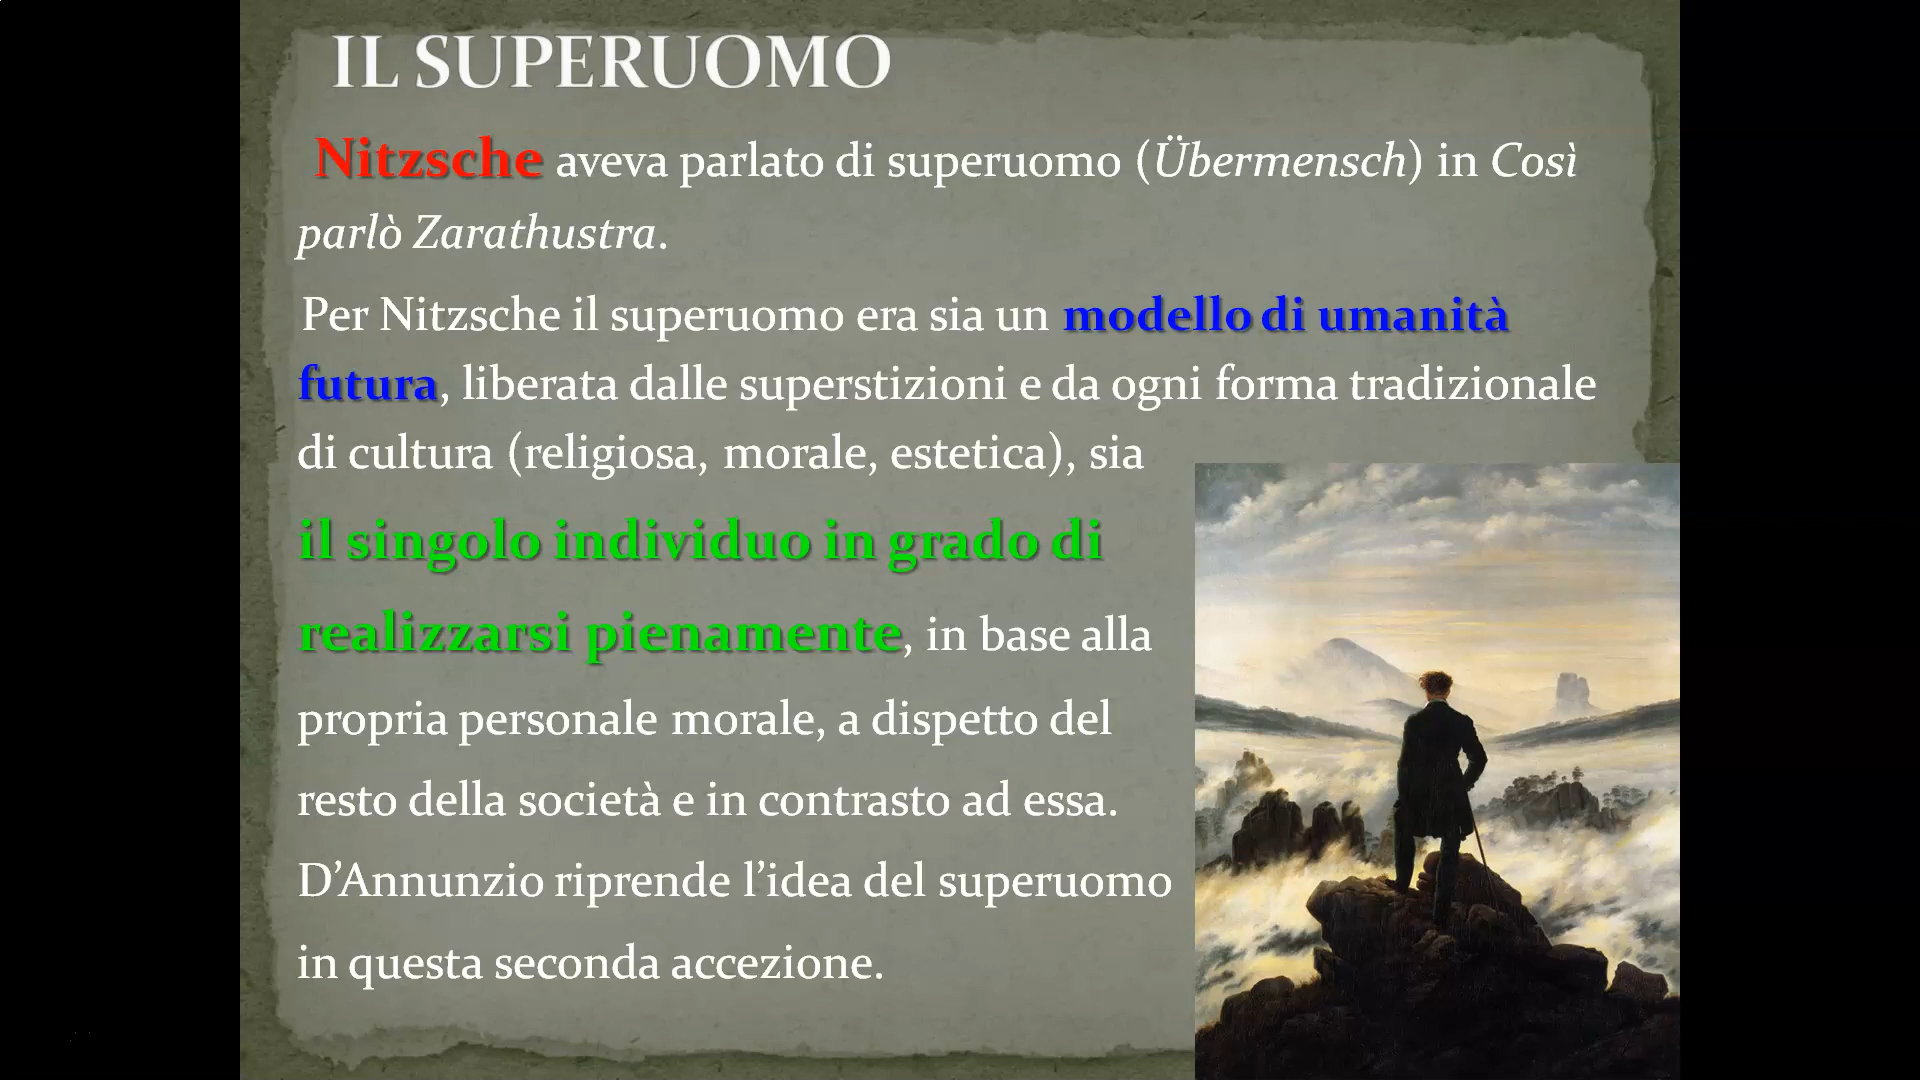 IL SUPERUOMO
Nitzsche aveva parlato di superuomo (Übermensch) in Così
parlò Zarathustra.
Per Nitzsche il superuomo era sia un modello di umanità
futura, liberata dalle superstizioni e da ogni forma tradizionale
di cultura (religiosa, morale, estetica), sia
il singolo individuo in grado di
realizzarsi pienamente, in base alla
propria personale morale, a dispetto del
resto della società e in contrasto ad essa.
D’Annunzio riprende l’idea del superuomo
in questa seconda accezione.